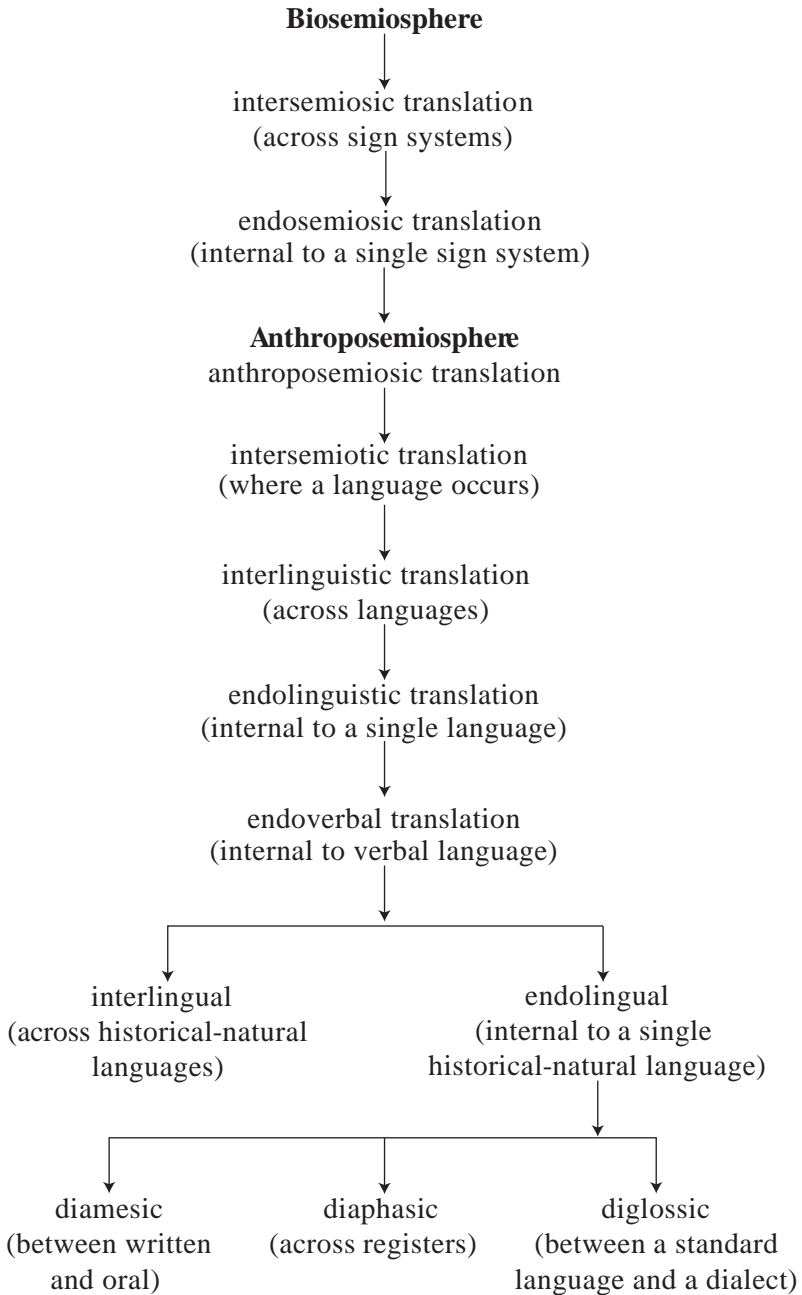 Biosemiosphere
intersemiosic translation
(across sign systems)
endosemiosic translation
(internal to a single sign system)
Anthroposemiosphere
anthroposemiosic translation
intersemiotic translation
(where a language occurs)
interlinguistic translation
(across languages)
endolinguistic translation
(internal to a single language)
endoverbal translation
(internal to verbal language)
interlingual
(across historical-natural
languages)
endolingual
(internal to a single
historical-natural language)
diamesic
(between written
and oral)
diaphasic
(across registers)
diglossic
(between a standard
language and a dialect)